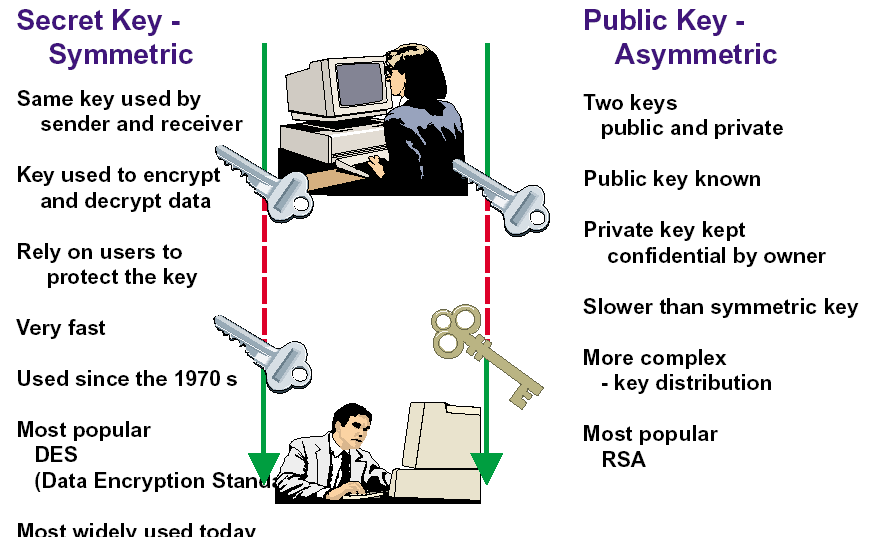 Secret Key -
Symmetric
Same key used by
sender and receiver
Key used to encrypt
and decrypt data
Rely on users to
protect the key
Very fast
Used since the 1970 s
Most popular
DES
(Data Encryption Standa
Most widely used today
Public Key -
Asymmetric
Two keys
public and private
Public key known
Private key kept
confidential by owner
Slower than symmetric key
More complex
- key distribution
Most popular
RSA